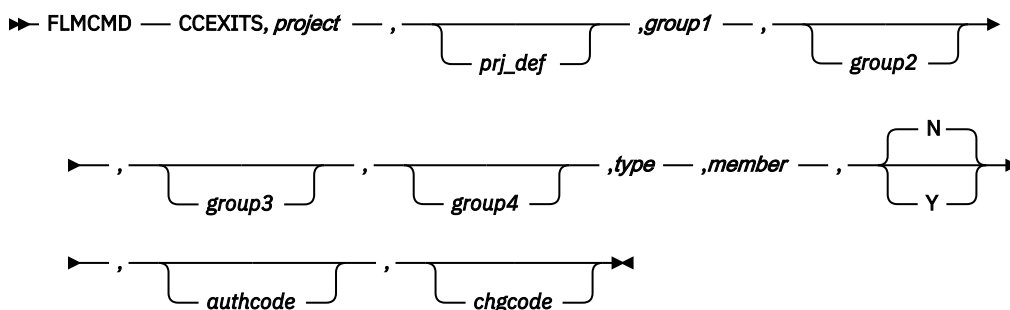 FLMCMD CCEXITS, project , ,group1 ,
prj_def group2
, , ,type ,member , N
group3 group4 Y
, ,
authcode chgcode